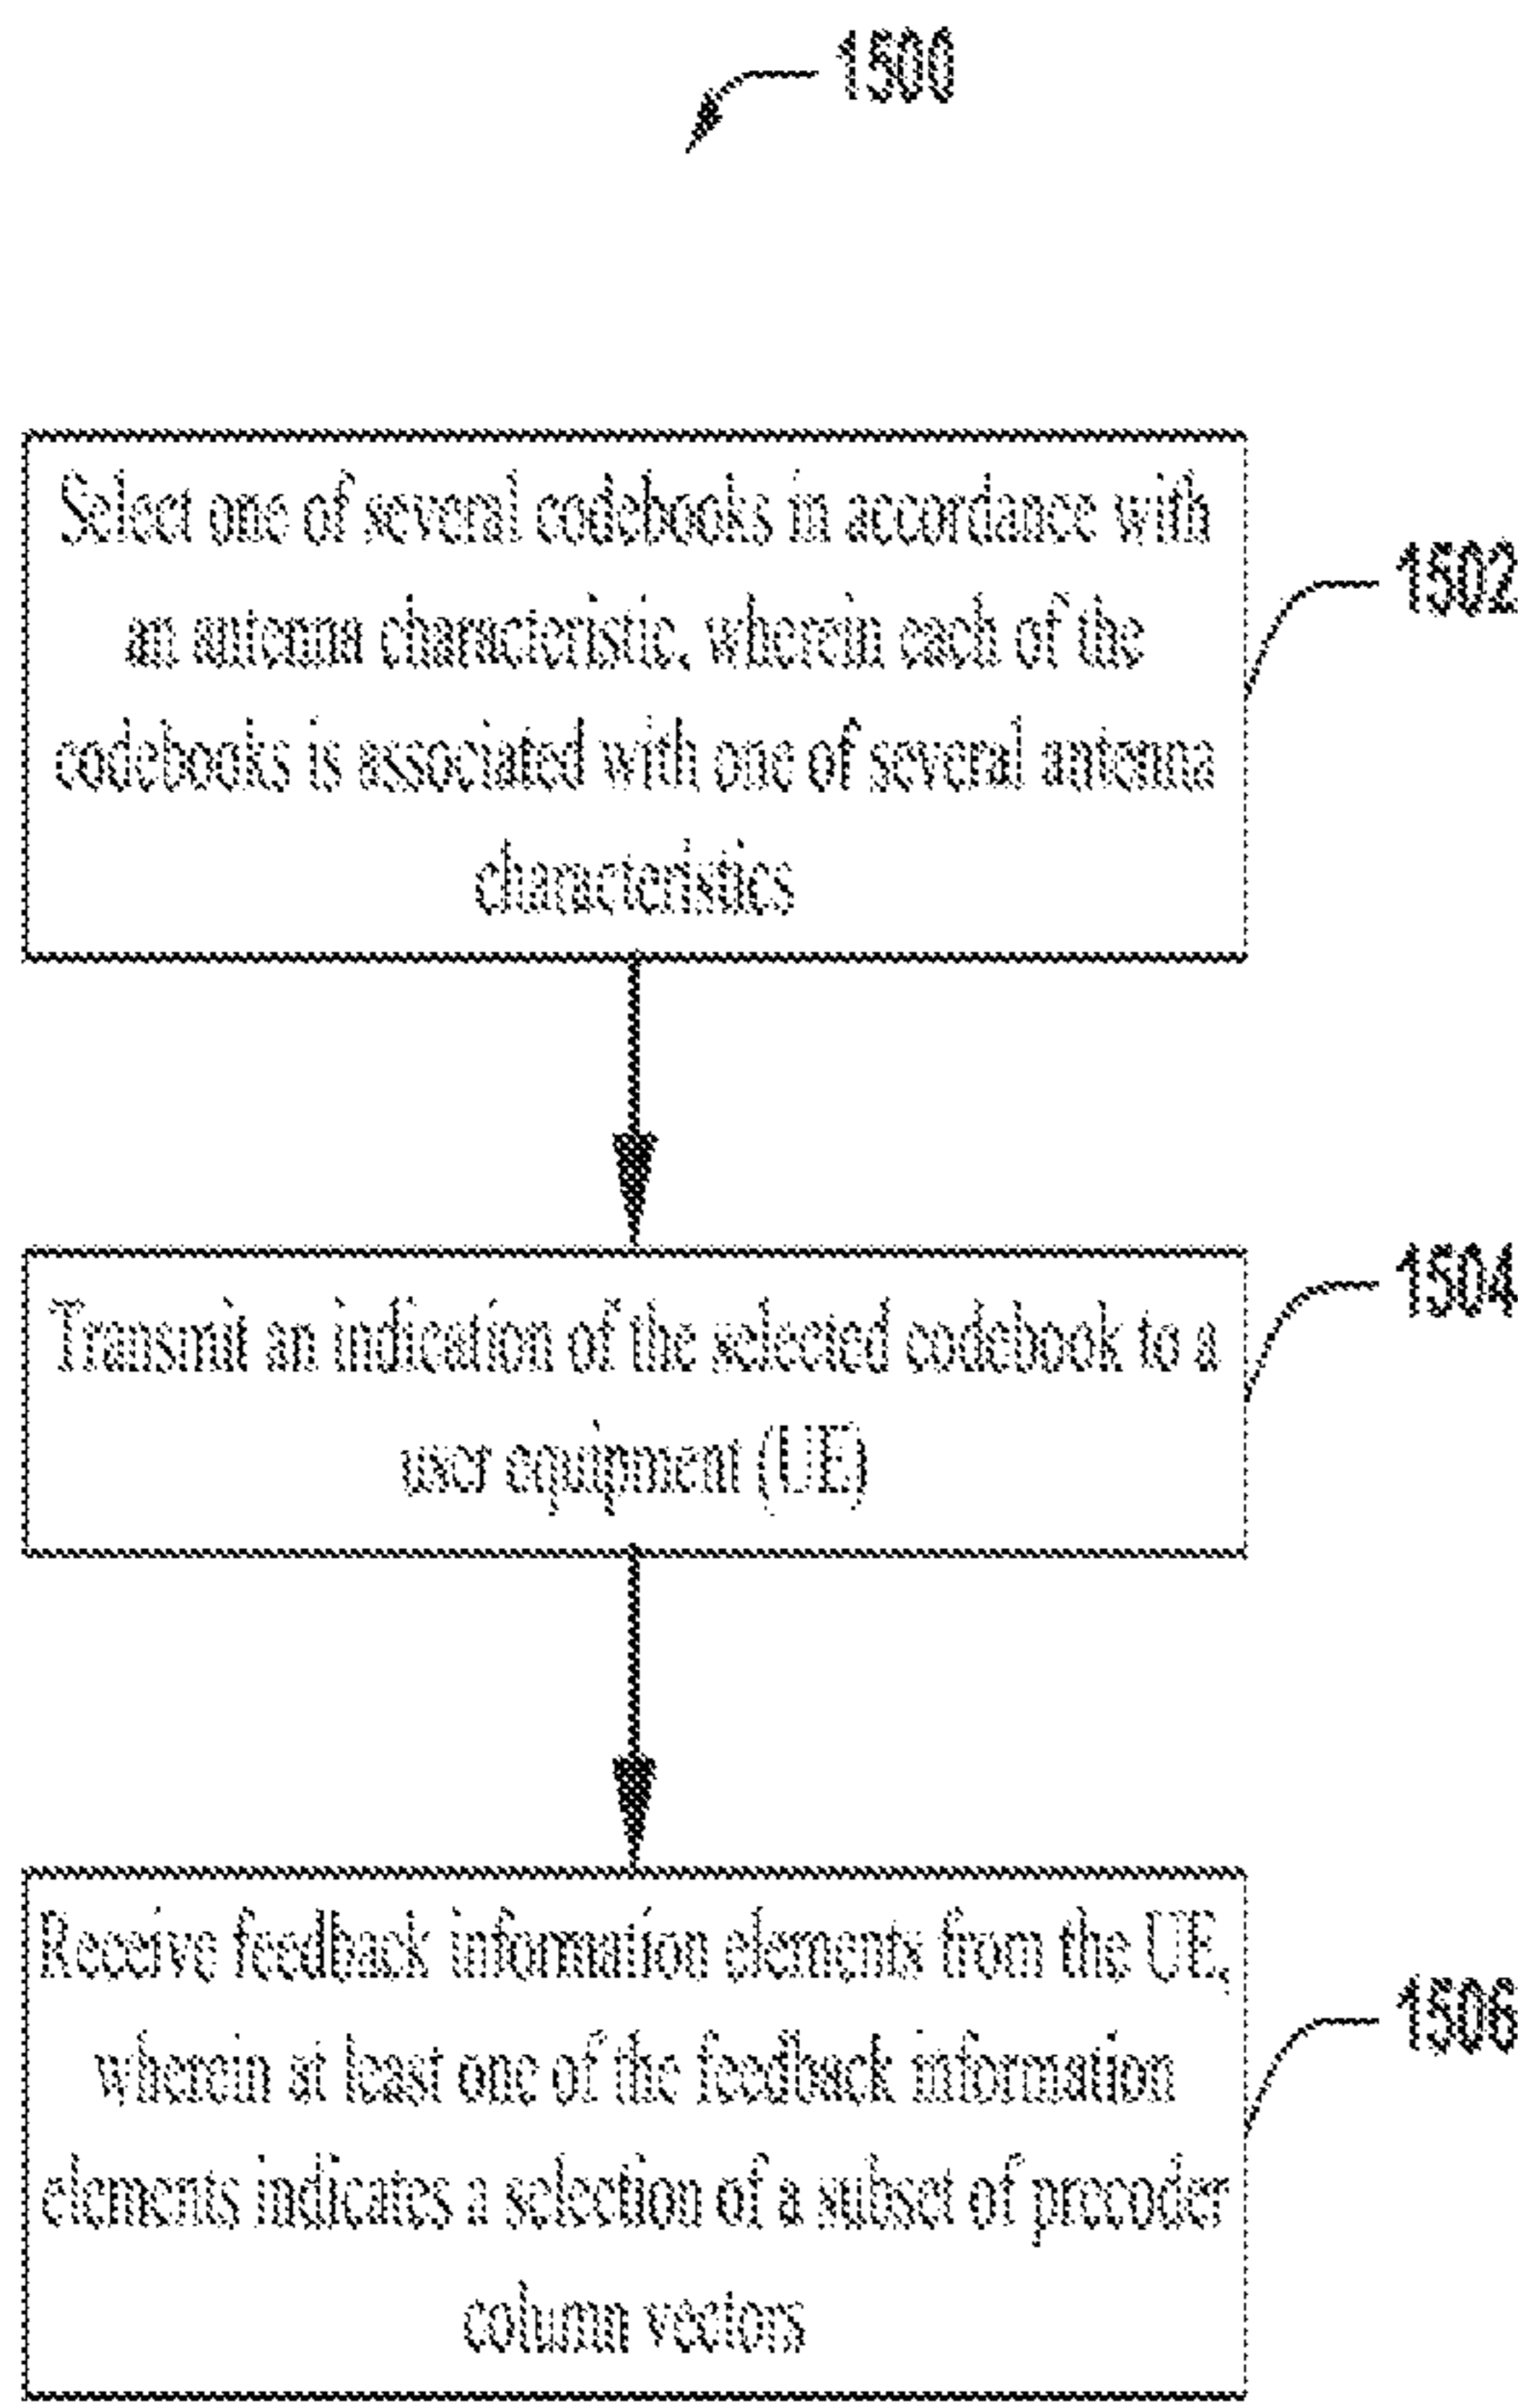 1500
Select one of several codebooks in accordance with
an antenna characteristic, wherein each of the
codebooks is associated with one of several antenna
characteristics
1502
Transmit an indication of the selected codebook to a
user equipment (UE)
1504
Receive feedback information elements from the UE,
wherein at least one of the feedback information
elements indicates a selection of a subset of precoder
column vectors
1506